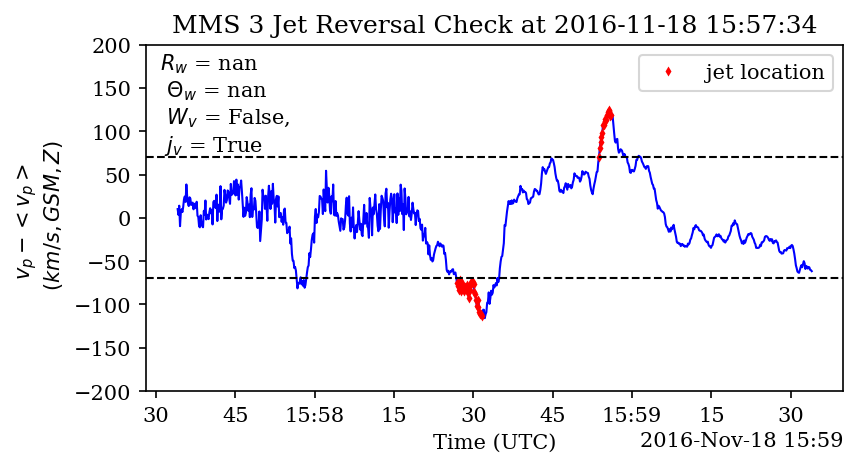 MMS 3 Jet Reversal Check at 2016-11-18 15:57:34
200
150
100
50
0
−50
−100
−150
−200
v_p − <v_p>
(km/s, GSM, Z)
R_w = nan
Θ_w = nan
W_v = False,
j_v = True
jet location
30 45 15:58 15 30 45 15:59 15 30
Time (UTC)
2016-Nov-18 15:59